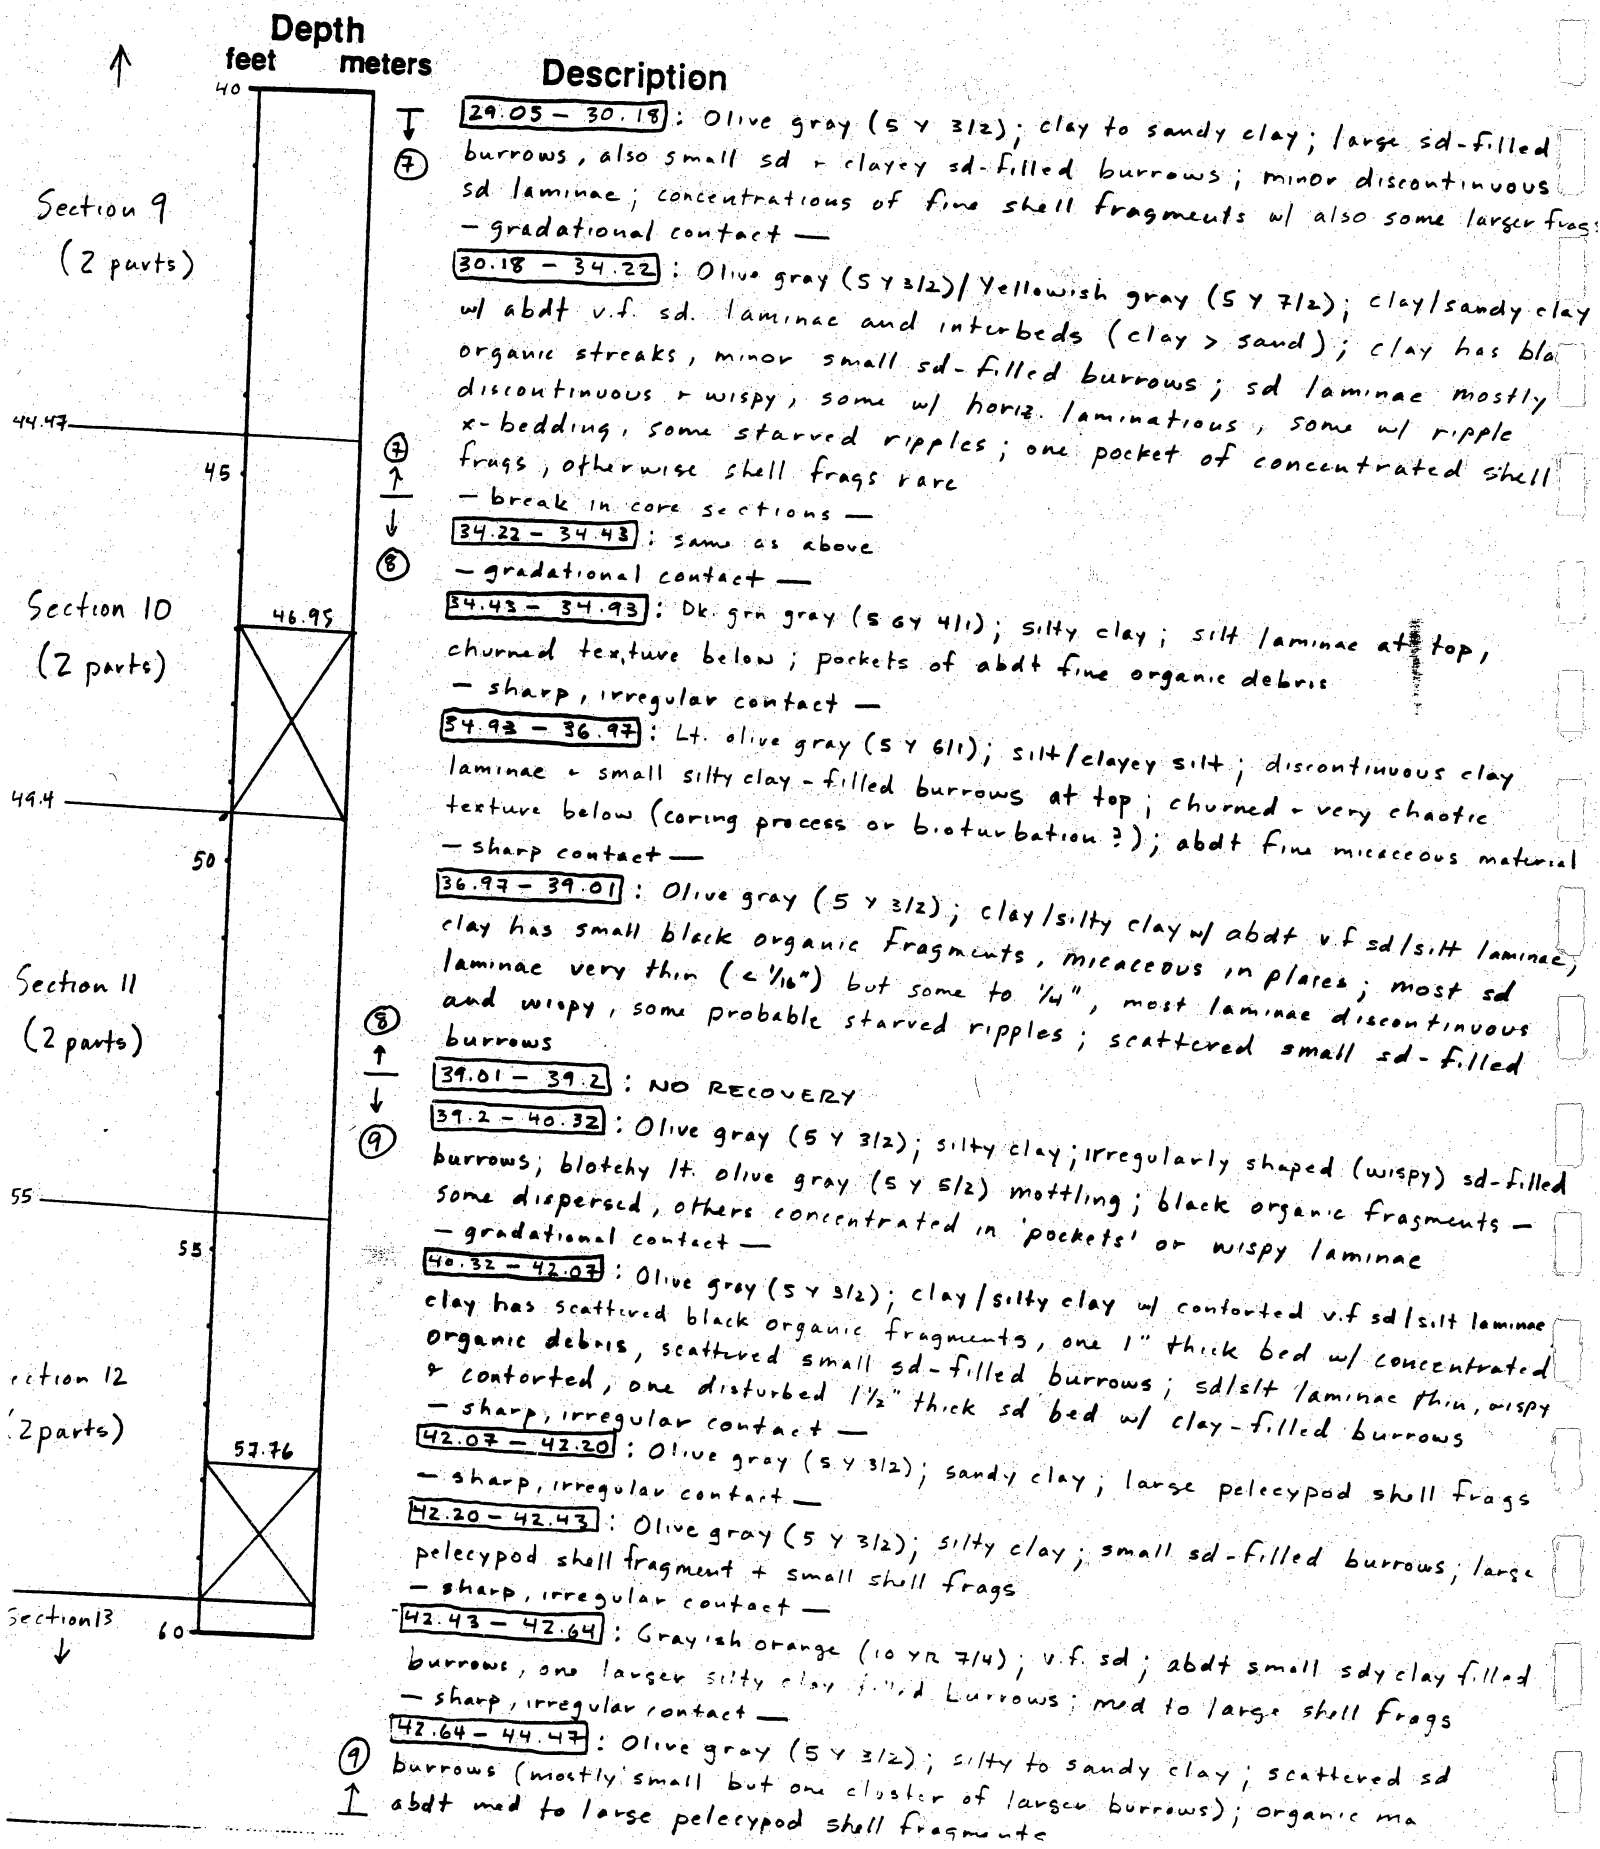 Depth
feet meters
Description
40
29.05 – 30.18 : Olive gray (5 Y 3/2); clay to sandy clay; large sd-filled
burrows, also small sd + clayey sd-filled burrows; minor discontinuous
sd laminae; concentrations of fine shell fragments w/ also some larger frags
– gradational contact –
30.18 – 34.22 : Olive gray (5 Y 3/2)/Yellowish gray (5 Y 7/2); clay/sandy clay
w/ abdt v.f. sd. laminae and interbeds (clay > sand); clay has bla
organic streaks, minor small sd-filled burrows; sd laminae mostly
discontinuous + wispy, some w/ horiz. laminations, some w/ ripple
x-bedding, some starved ripples; one pocket of concentrated shell
frags, otherwise shell frags rare
– break in core sections –
34.22 – 34.43 : same as above
– gradational contact –
34.43 – 34.93 : Dk. grn gray (5 GY 4/1); silty clay; silt laminae at top,
churned texture below; pockets of abdt fine organic debris
– sharp, irregular contact –
34.93 – 36.97 : Lt. olive gray (5 Y 6/1); silt/clayey silt; discontinuous clay
laminae + small silty clay-filled burrows at top; churned + very chaotic
texture below (coring process or bioturbation?); abdt fine micaceous material
– sharp contact –
36.97 – 39.01 : Olive gray (5 Y 3/2); clay/silty clay w/ abdt v.f sd/silt laminae;
clay has small black organic fragments, micaceous in places; most sd
laminae very thin (< 1/16") but some to 1/4", most laminae discontinuous
and wispy, some probable starved ripples; scattered small sd-filled
burrows
39.01 – 39.2 : NO RECOVERY
39.2 – 40.32 : Olive gray (5 Y 3/2); silty clay; irregularly shaped (wispy) sd-filled
burrows; blotchy lt. olive gray (5 Y 5/2) mottling; black organic fragments –
some dispersed, others concentrated in 'pockets' or wispy laminae
– gradational contact –
40.32 – 42.07 : Olive gray (5 Y 3/2); clay/silty clay w/ contorted v.f sd/silt laminae
clay has scattered black organic fragments, one 1" thick bed w/ concentrated
organic debris, scattered small sd-filled burrows; sd/slt laminae thin, wispy
+ contorted, one disturbed 1 1/2" thick sd bed w/ clay-filled burrows
– sharp, irregular contact –
42.07 – 42.20 : Olive gray (5 Y 3/2); sandy clay; large pelecypod shell frags
– sharp, irregular contact –
42.20 – 42.43 : Olive gray (5 Y 3/2); silty clay; small sd-filled burrows; large
pelecypod shell fragment + small shell frags
– sharp, irregular contact –
42.43 – 42.64 : Grayish orange (10 YR 7/4); v.f. sd; abdt small sdy clay filled
burrows, one larger silty clay filled burrows; med to large shell frags
– sharp, irregular contact –
42.64 – 44.47 : Olive gray (5 Y 3/2); silty to sandy clay; scattered sd
burrows (mostly small but one cluster of larger burrows); organic ma
abdt med to large pelecypod shell fragments
7
7
8
8
9
9
Section 9
(2 parts)
44.47
45
Section 10
(2 parts)
46.95
49.4
50
Section 11
(2 parts)
55
55
ection 12
2 parts)
57.76
Section 13
60